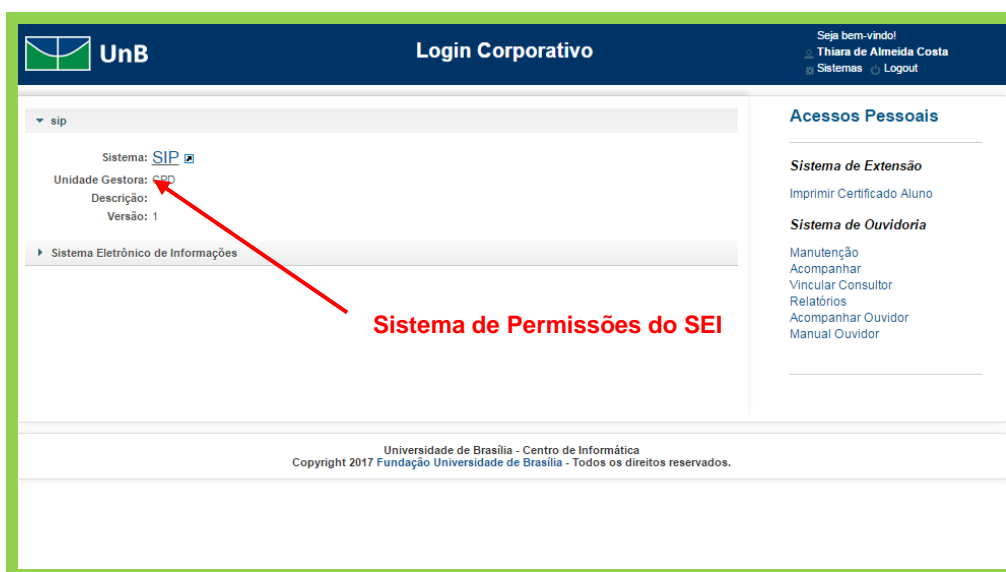 UnB
Login Corporativo
Seja bem-vindo!
Thiara de Almeida Costa
Sistemas Logout
sip
Sistema: SIP
Unidade Gestora: CPD
Descrição:
Versão: 1
Sistema Eletrônico de Informações
Sistema de Permissões do SEI
Acessos Pessoais
Sistema de Extensão
Imprimir Certificado Aluno
Sistema de Ouvidoria
Manutenção
Acompanhar
Vincular Consultor
Relatórios
Acompanhar Ouvidor
Manual Ouvidor
Universidade de Brasília - Centro de Informática
Copyright 2017 Fundação Universidade de Brasília - Todos os direitos reservados.